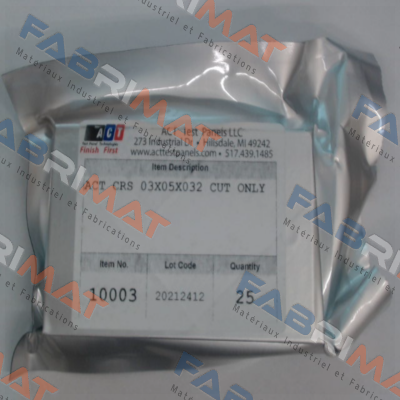 ACT
Finish First
ACT Test Panels LLC
273 Industrial Dr • Hillsdale, MI 49242
www.acttestpanels.com • 517.439.1485
Item Description
ACT CRS 03X05X032 CUT ONLY
Item No.
Lot Code
Quantity
10003
20212412
25
FABRIMAT
Materiaux Industriel et Fabrications